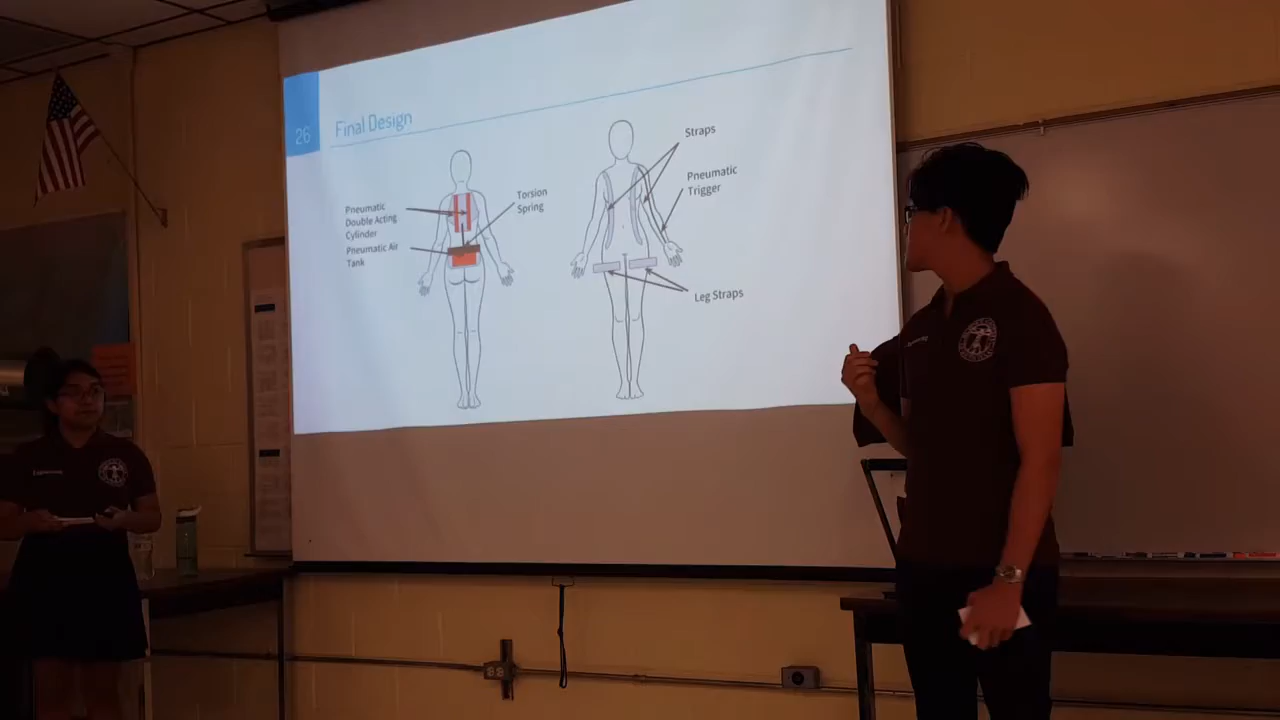 26
Final Design
Pneumatic
Double Acting
Cylinder
Pneumatic Air
Tank
Torsion
Spring
Straps
Pneumatic
Trigger
Leg Straps